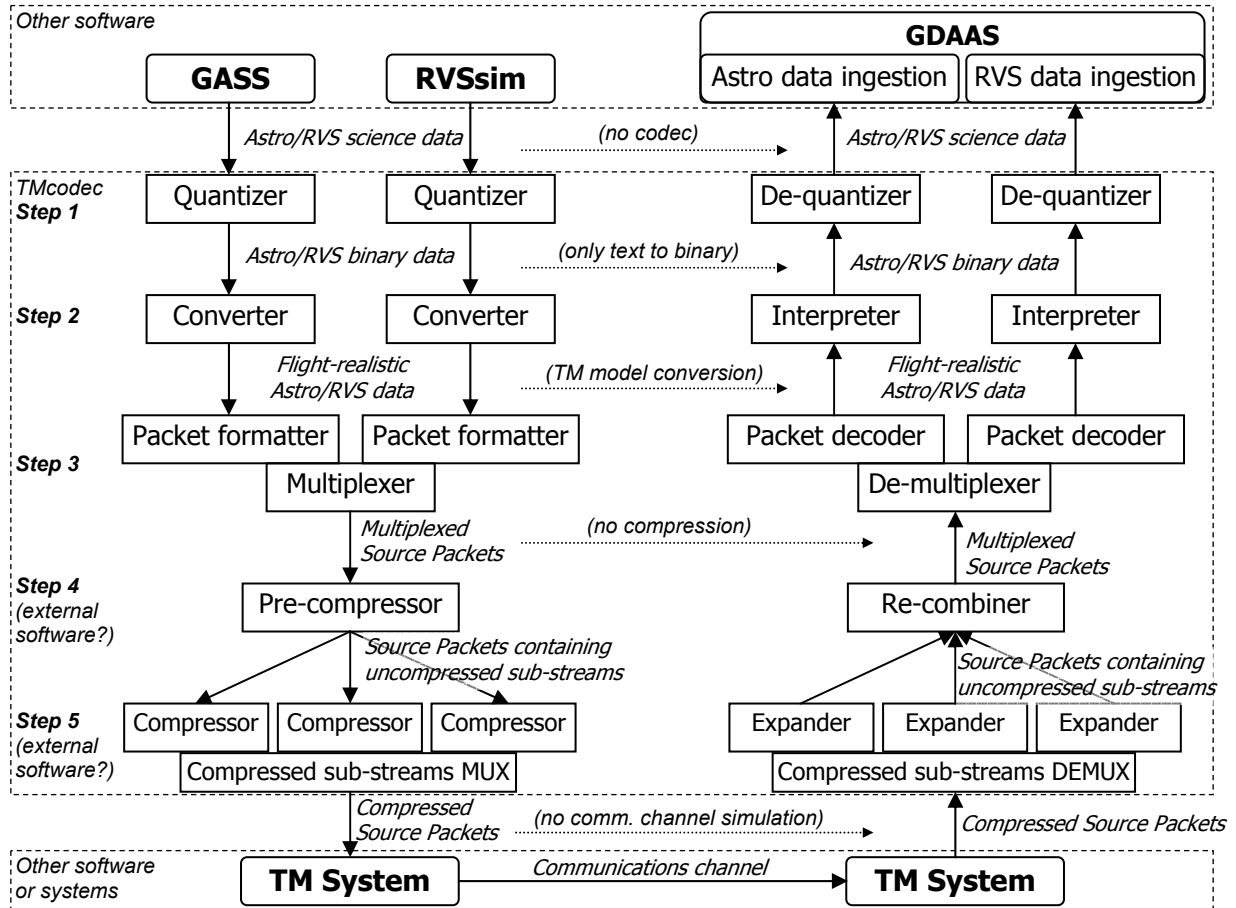 Other software
GDAAS
GASS
RVSsim
Astro data ingestion
RVS data ingestion
Astro/RVS science data
(no codec)
Astro/RVS science data
TMcodec
Step 1
Quantizer
Quantizer
De-quantizer
De-quantizer
Astro/RVS binary data
(only text to binary)
Astro/RVS binary data
Step 2
Converter
Converter
Interpreter
Interpreter
Flight-realistic
Astro/RVS data
(TM model conversion)
Flight-realistic
Astro/RVS data
Step 3
Packet formatter
Packet formatter
Packet decoder
Packet decoder
Multiplexer
De-multiplexer
Multiplexed
Source Packets
(no compression)
Multiplexed
Source Packets
Step 4
(external
software?)
Pre-compressor
Re-combiner
Source Packets containing
uncompressed sub-streams
Source Packets containing
uncompressed sub-streams
Step 5
(external
software?)
Compressor
Compressor
Compressor
Expander
Expander
Expander
Compressed sub-streams MUX
Compressed sub-streams DEMUX
Compressed
Source Packets
(no comm. channel simulation)
Compressed Source Packets
Other software
or systems
TM System
Communications channel
TM System